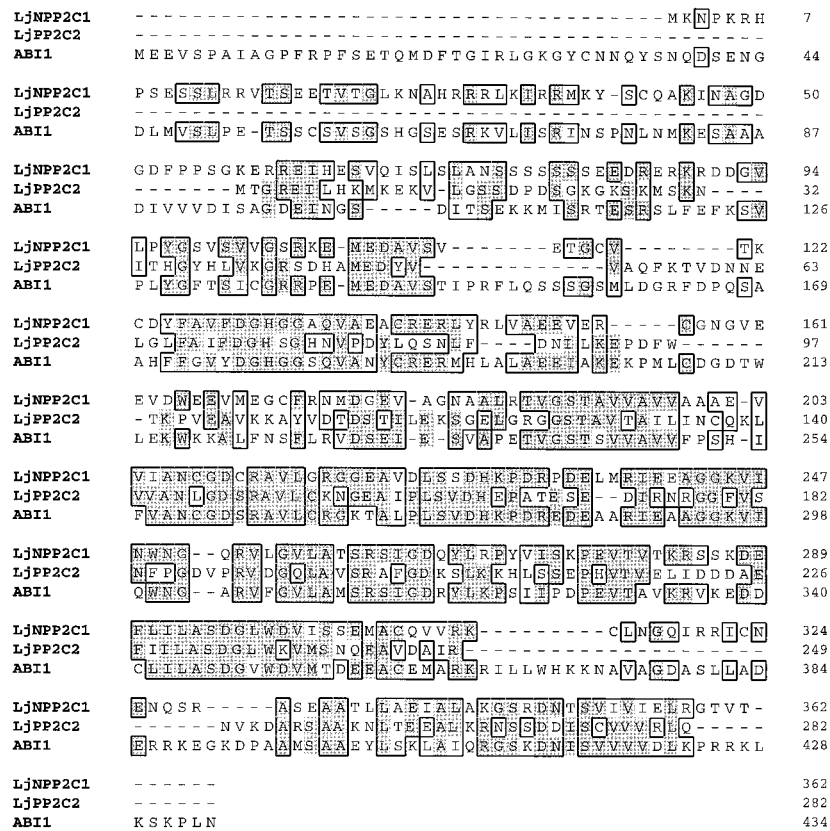 LjNPP2C1 -------------------------------------MKNPKRH 7
LjPP2C2 --------------------------------------------
ABI1 MEEVSPAIAGPFRPFSETQMDFTGIRLGKGYCNNQYSNQDSENG 44
LjNPP2C1 PSESSLRRVTSEETVTGLKNAHRRRLKIRRMKY-SCQAKINAGD 50
LjPP2C2 --------------------------------------------
ABI1 DLMVSLPE-TSSCSVSGSHGSESRKVLISRINSPNLNMKESAAA 87
LjNPP2C1 GDFPPSGKERREIHESVQISLSLANSSSSSSSEEDRERKRDDGV 94
LjPP2C2 -------MTGREILHKMKEKV-LGSSDPDSGKGKSKMSKN---- 32
ABI1 DIVVVDISAGDEINGS-----DITSEKKMISRTESRSLFEFKSV 126
LjNPP2C1 LPYGSVSVVGSRKE-MEDAVSV-------ETGCV--------TK 122
LjPP2C2 ITHGYHLVKGRSDHAMEDYV-------------VAQFKTVDNNE 63
ABI1 PLYGFTSICGRRPE-MEDAVSTIPRFLQSSSGSMLDGRFDPQSA 169
LjNPP2C1 CDYFAVFDGHGGAQVAEACRERLYRLVAEEVER-----CGNGVE 161
LjPP2C2 LGLFAIFDGHSGHNVPDYLQSNLF----DNILKEPDFW------ 97
ABI1 AHFFGVYDGHGGSQVANYCRERMHLALAEEIAKEKPMLCDGDTW 213
LjNPP2C1 EVDWEEVMEGCFRNMDGEV-AGNAALRTVGSTAVVAVVAAAE-V 203
LjPP2C2 -TKPVEAVKKAYVDTDSTILEKSGELGRGGSTAVTAILINCQKL 140
ABI1 LEKWKKALFNSFLRVDSEI-E-SVAPETVGSTSVVAVVFPSH-I 254
LjNPP2C1 VIANCGDCRAVLGRGGEAVDLSSDHKPDRPDELMRIEEAGGKVI 247
LjPP2C2 VVANLGDSRAVLCKNGEAIPLSVDHEPATESE--DIRNRGGFVS 182
ABI1 FVANCGDSRAVLCRGKTALPLSVDHKPDREDEAARIEAAGGKVI 298
LjNPP2C1 NWNG--QRVLGVLATSRSIGDQYLRPYVISKPEVTVTKRSSKDE 289
LjPP2C2 NFPGDVPRVDGQLAVSRAFGDKSLKKHLSSEPHVTVELIDDDAE 226
ABI1 QWNG--ARVFGVLAMSRSIGDRYLKPSIIPDPEVTAVKRVKEDD 340
LjNPP2C1 FLILASDGLWDVISSEMACQVVRK---------CLNGQIRRICN 324
LjPP2C2 FIILASDGLWKVMSNQEAVDAIR--------------------- 249
ABI1 CLILASDGVWDVMTDEEACEMARKRILLWHKKNAVAGDASLLAD 384
LjNPP2C1 ENQSR-----ASEAATLLAEIALAKGSRDNTSVIVIELRGTVT- 362
LjPP2C2 ------NVKDARSAAKNLTEEALKRNSSDDISCVVVRLQ----- 282
ABI1 ERRKEGKDPAAMSAAEYLSKLAIQRGSKDNISVVVVDLKPRRKL 428
LjNPP2C1 ------ 362
LjPP2C2 ------ 282
ABI1 KSKPLN 434